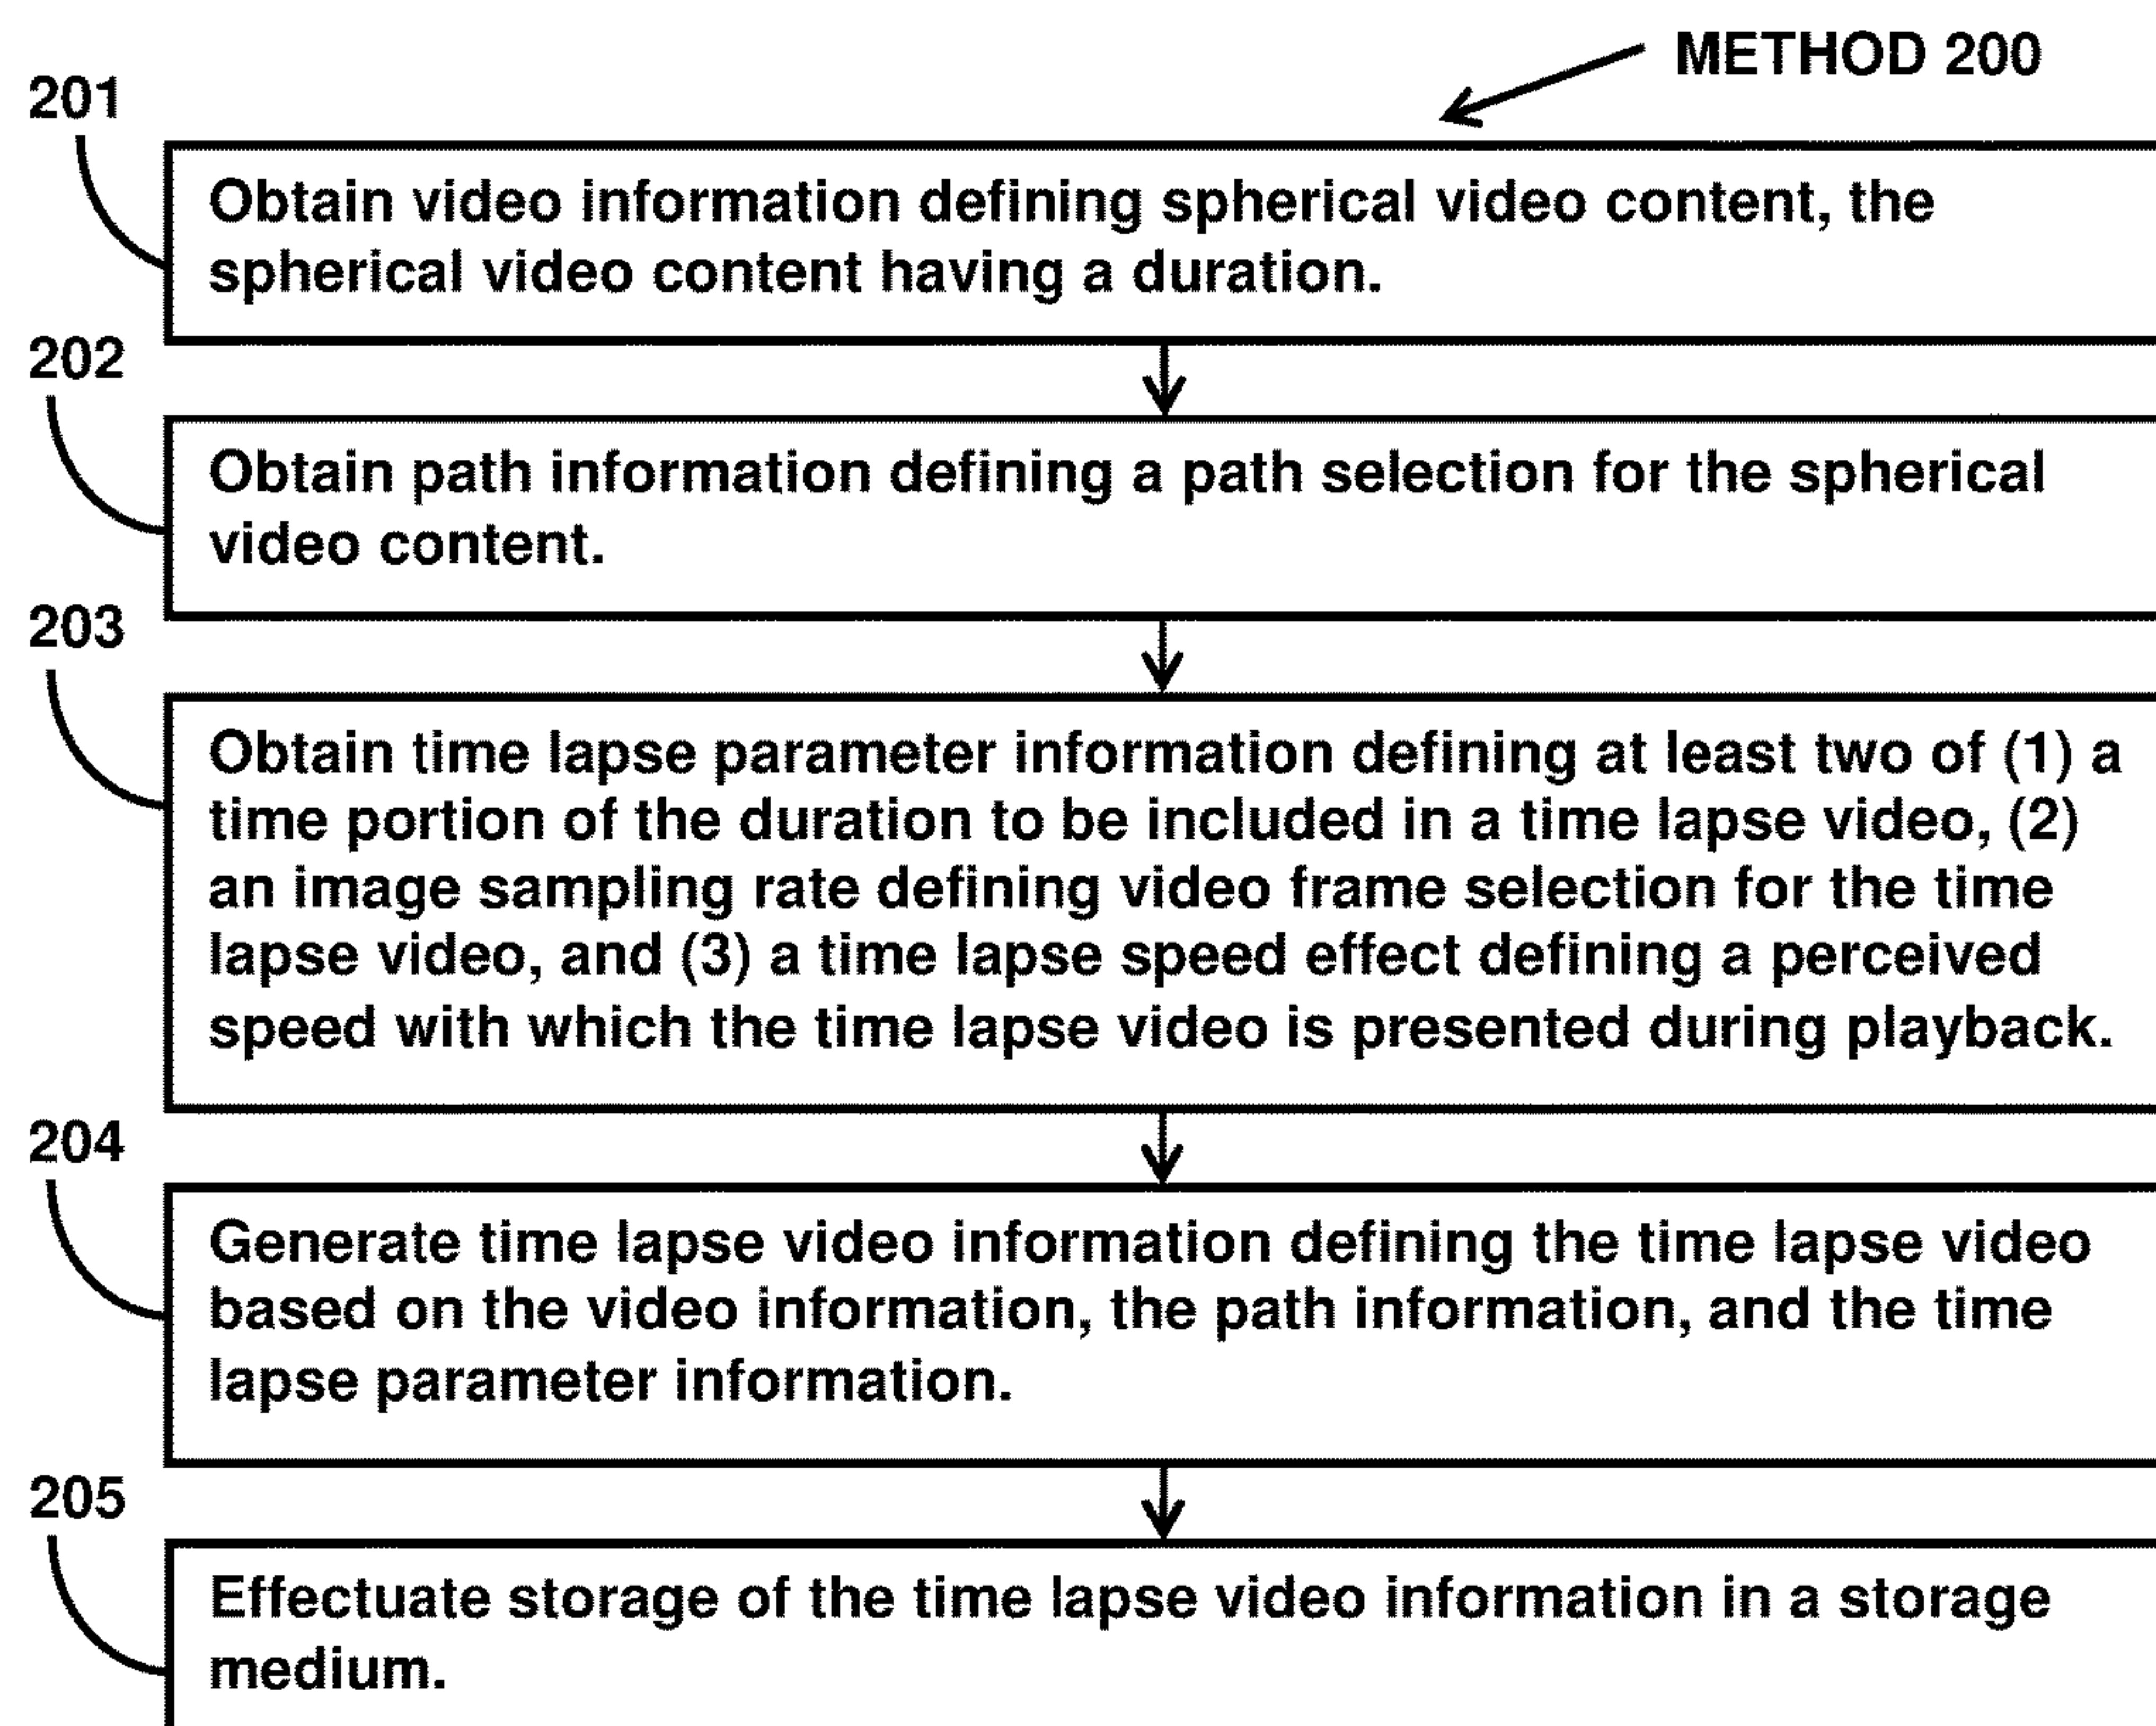 METHOD 200
201
Obtain video information defining spherical video content, the
spherical video content having a duration.
202
Obtain path information defining a path selection for the spherical
video content.
203
Obtain time lapse parameter information defining at least two of (1) a
time portion of the duration to be included in a time lapse video, (2)
an image sampling rate defining video frame selection for the time
lapse video, and (3) a time lapse speed effect defining a perceived
speed with which the time lapse video is presented during playback.
204
Generate time lapse video information defining the time lapse video
based on the video information, the path information, and the time
lapse parameter information.
205
Effectuate storage of the time lapse video information in a storage
medium.